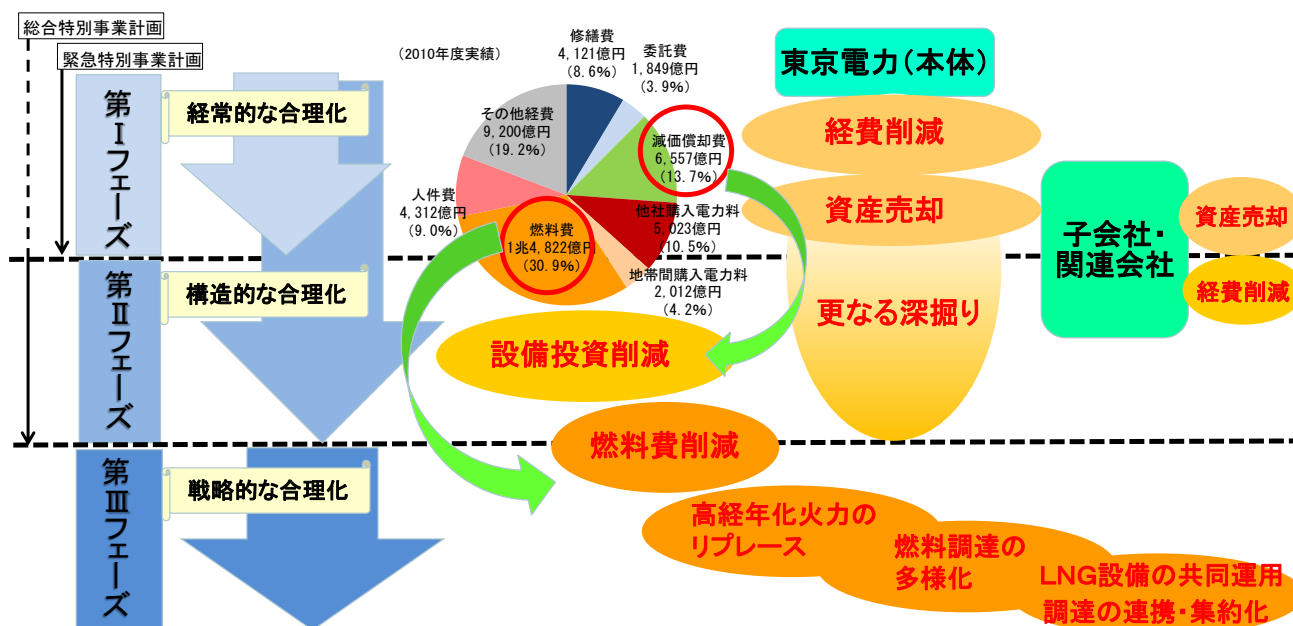 総合特別事業計画
緊急特別事業計画
第Ⅰフェーズ
経常的な合理化
第Ⅱフェーズ
構造的な合理化
第Ⅲフェーズ
戦略的な合理化
(2010年度実績)
修繕費
4,121億円
(8.6%)
委託費
1,849億円
(3.9%)
減価償却費
6,557億円
(13.7%)
他社購入電力料
5,023億円
(10.5%)
地帯間購入電力料
2,012億円
(4.2%)
燃料費
1兆4,822億円
(30.9%)
人件費
4,312億円
(9.0%)
その他経費
9,200億円
(19.2%)
東京電力(本体)
経費削減
資産売却
更なる深掘り
子会社・
関連会社
資産売却
経費削減
設備投資削減
燃料費削減
高経年化火力の
リプレース
燃料調達の
多様化
LNG設備の共同運用
調達の連携・集約化